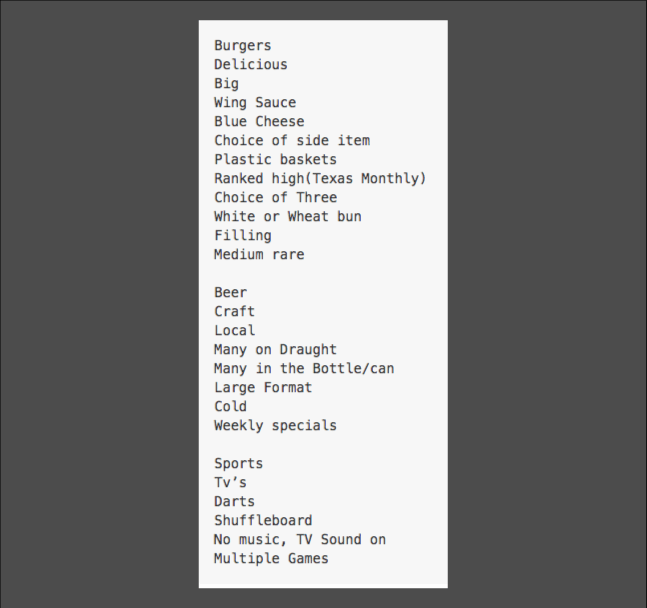 Burgers
Delicious
Big
Wing Sauce
Blue Cheese
Choice of side item
Plastic baskets
Ranked high(Texas Monthly)
Choice of Three
White or Wheat bun
Filling
Medium rare

Beer
Craft
Local
Many on Draught
Many in the Bottle/can
Large Format
Cold
Weekly specials

Sports
Tv’s
Darts
Shuffleboard
No music, TV Sound on
Multiple Games